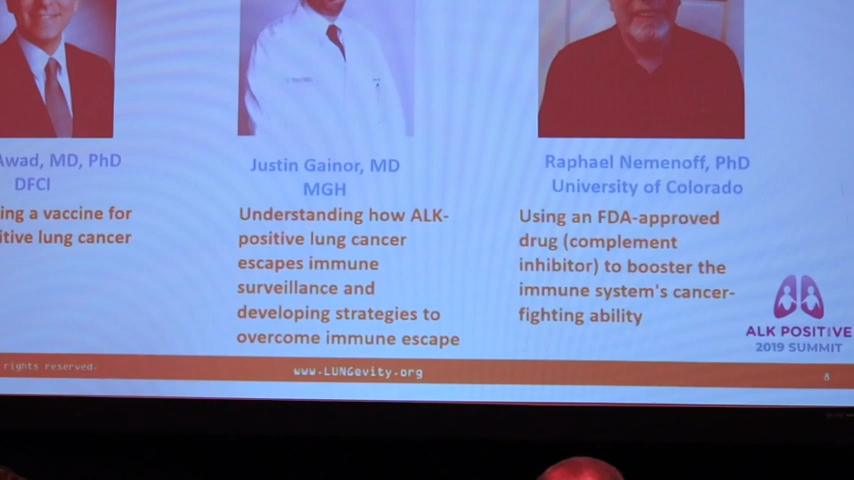 Awad, MD, PhD
DFCI
ing a vaccine for
itive lung cancer
Justin Gainor, MD
MGH
Understanding how ALK-
positive lung cancer
escapes immune
surveillance and
developing strategies to
overcome immune escape
Raphael Nemenoff, PhD
University of Colorado
Using an FDA-approved
drug (complement
inhibitor) to booster the
immune system's cancer-
fighting ability
ALK POSITIVE
2019 SUMMIT
rights reserved.
www.LUNGevity.org
8